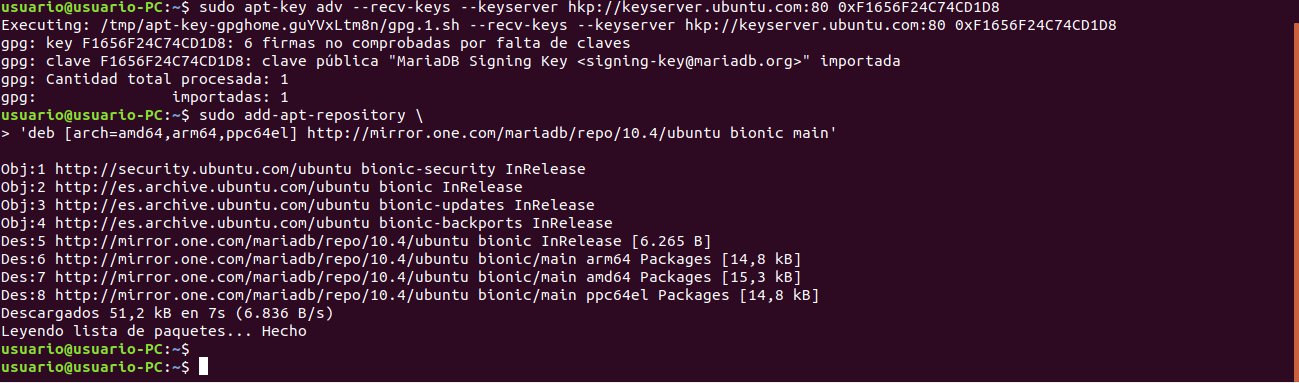 usuario@usuario-PC:~$ sudo apt-key adv --recv-keys --keyserver hkp://keyserver.ubuntu.com:80 0xF1656F24C74CD1D8
Executing: /tmp/apt-key-gpghome.guYVxLtm8n/gpg.1.sh --recv-keys --keyserver hkp://keyserver.ubuntu.com:80 0xF1656F24C74CD1D8
gpg: key F1656F24C74CD1D8: 6 firmas no comprobadas por falta de claves
gpg: clave F1656F24C74CD1D8: clave pública "MariaDB Signing Key <signing-key@mariadb.org>" importada
gpg: Cantidad total procesada: 1
gpg:               importadas: 1
usuario@usuario-PC:~$ sudo add-apt-repository \
> 'deb [arch=amd64,arm64,ppc64el] http://mirror.one.com/mariadb/repo/10.4/ubuntu bionic main'
Obj:1 http://security.ubuntu.com/ubuntu bionic-security InRelease
Obj:2 http://es.archive.ubuntu.com/ubuntu bionic InRelease
Obj:3 http://es.archive.ubuntu.com/ubuntu bionic-updates InRelease
Obj:4 http://es.archive.ubuntu.com/ubuntu bionic-backports InRelease
Des:5 http://mirror.one.com/mariadb/repo/10.4/ubuntu bionic InRelease [6.265 B]
Des:6 http://mirror.one.com/mariadb/repo/10.4/ubuntu bionic/main arm64 Packages [14,8 kB]
Des:7 http://mirror.one.com/mariadb/repo/10.4/ubuntu bionic/main amd64 Packages [15,3 kB]
Des:8 http://mirror.one.com/mariadb/repo/10.4/ubuntu bionic/main ppc64el Packages [14,8 kB]
Descargados 51,2 kB en 7s (6.836 B/s)
Leyendo lista de paquetes... Hecho
usuario@usuario-PC:~$
usuario@usuario-PC:~$